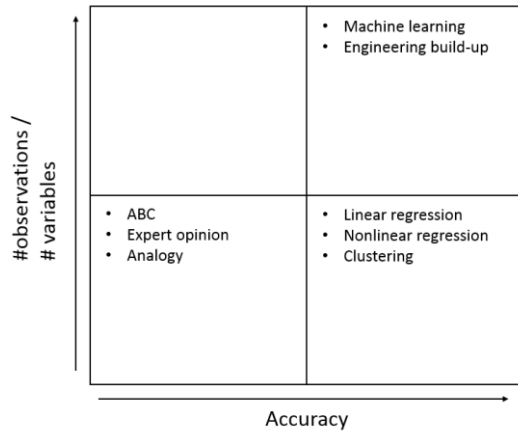 • Machine learning
• Engineering build-up
#observations /
# variables
• ABC
• Expert opinion
• Analogy
• Linear regression
• Nonlinear regression
• Clustering
Accuracy